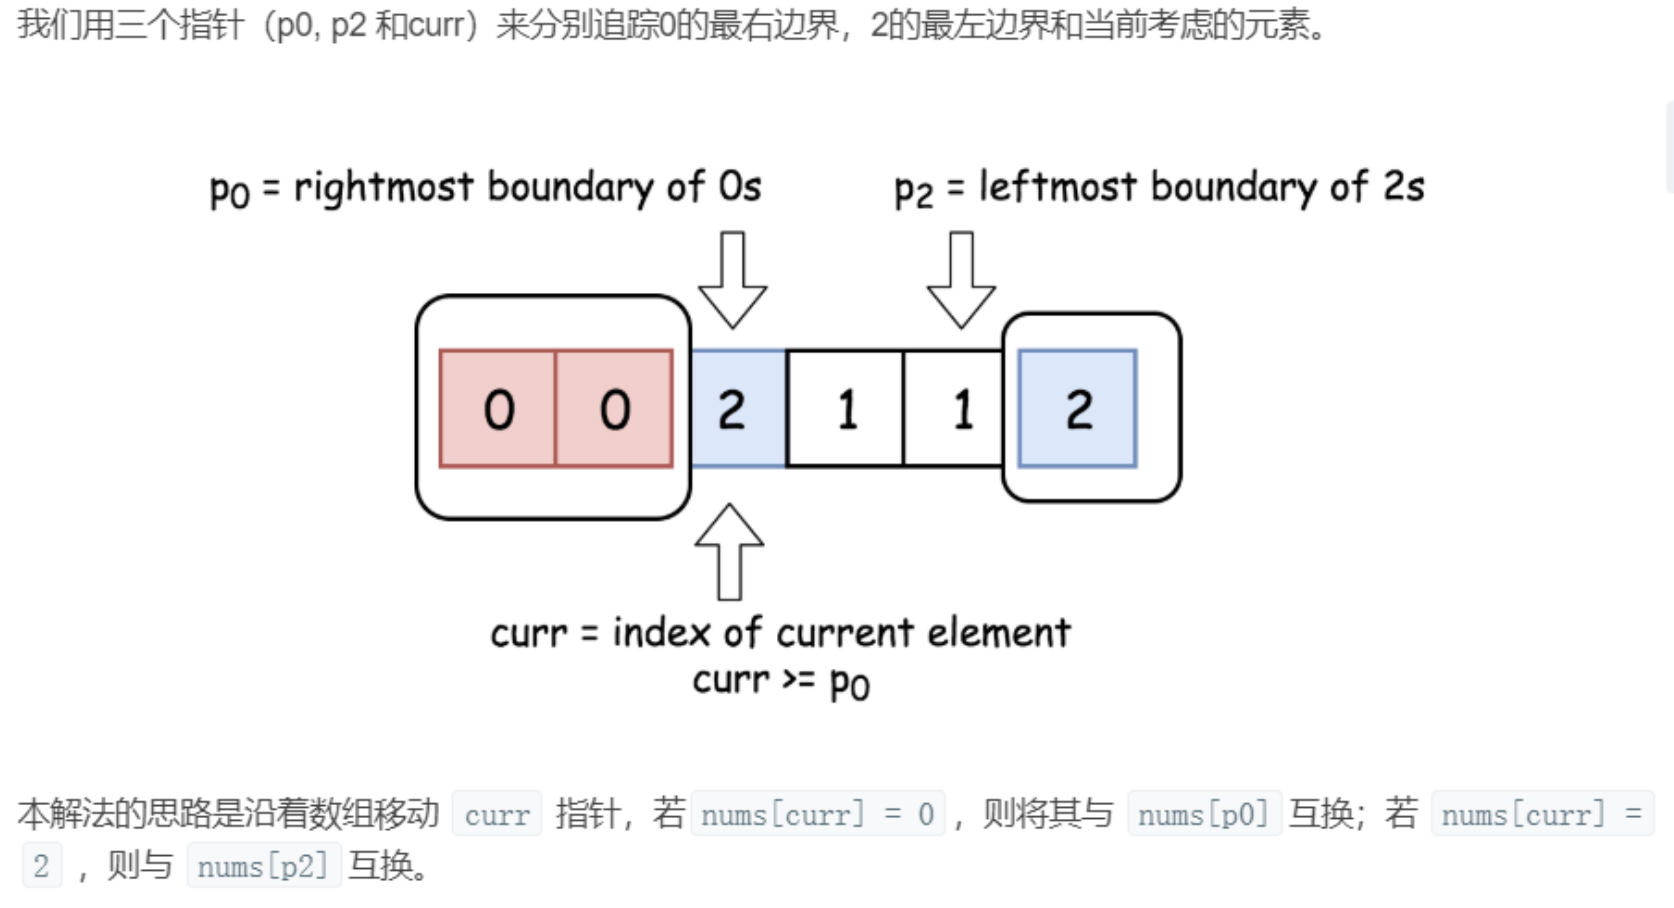 我们用三个指针（p0, p2 和curr）来分别追踪0的最右边界，2的最左边界和当前考虑的元素。
p0 = rightmost boundary of 0s
p2 = leftmost boundary of 2s
0 0 2 1 1 2
curr = index of current element
curr >= p0
本解法的思路是沿着数组移动 curr 指针，若 nums[curr] = 0 ，则将其与 nums[p0] 互换；若 nums[curr] =
2 ，则与 nums[p2] 互换。